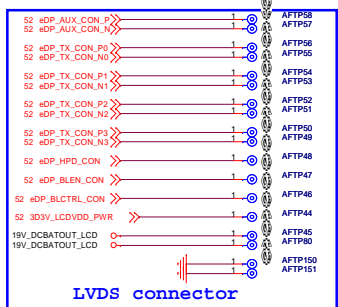 52 eDP_AUX_CON_P 1 AFTP58
52 eDP_AUX_CON_N 1 AFTP57
52 eDP_TX_CON_P0 1 AFTP56
52 eDP_TX_CON_N0 1 AFTP55
52 eDP_TX_CON_P1 1 AFTP54
52 eDP_TX_CON_N1 1 AFTP53
52 eDP_TX_CON_P2 1 AFTP52
52 eDP_TX_CON_N2 1 AFTP51
52 eDP_TX_CON_P3 1 AFTP50
52 eDP_TX_CON_N3 1 AFTP49
52 eDP_HPD_CON 1 AFTP48
52 eDP_BLEN_CON 1 AFTP47
52 eDP_BLCTRL_CON 1 AFTP46
52 3D3V_LCDVDD_PWR 1 AFTP44
19V_DCBATOUT_LCD 1 AFTP45
19V_DCBATOUT_LCD 1 AFTP80
1 AFTP150
1 AFTP151
LVDS connector